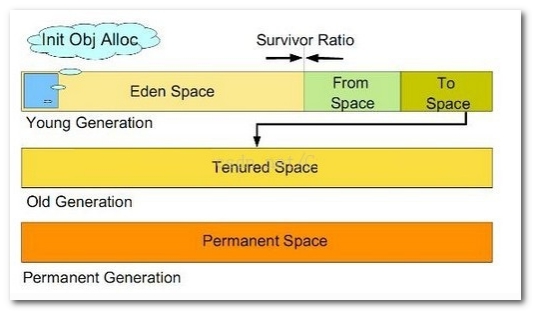 Init Obj Alloc
Survivor Ratio
Eden Space
From
Space
To
Space
Young Generation
Tenured Space
Old Generation
Permanent Space
Permanent Generation